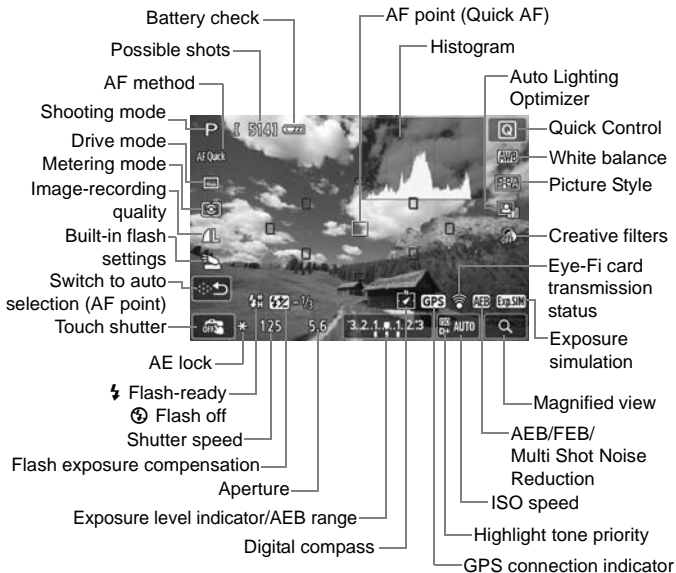 Battery check
Possible shots
AF method
Shooting mode
Drive mode
Metering mode
Image-recording
quality
Built-in flash
settings
Switch to auto
selection (AF point)
Touch shutter
AE lock
Flash-ready
Flash off
Shutter speed
Flash exposure compensation
Aperture
Exposure level indicator/AEB range
Digital compass
AF point (Quick AF)
Histogram
Auto Lighting
Optimizer
Quick Control
White balance
Picture Style
Creative filters
Eye-Fi card
transmission
status
Exposure
simulation
Magnified view
AEB/FEB/
Multi Shot Noise
Reduction
ISO speed
Highlight tone priority
GPS connection indicator
P [ 514] Q
AF Quick AWB
L
GPS AEB Exp.SIM
-1/3
OFF * 125 5.6 3..2..1..0..1..2:3 ISO D+ AUTO